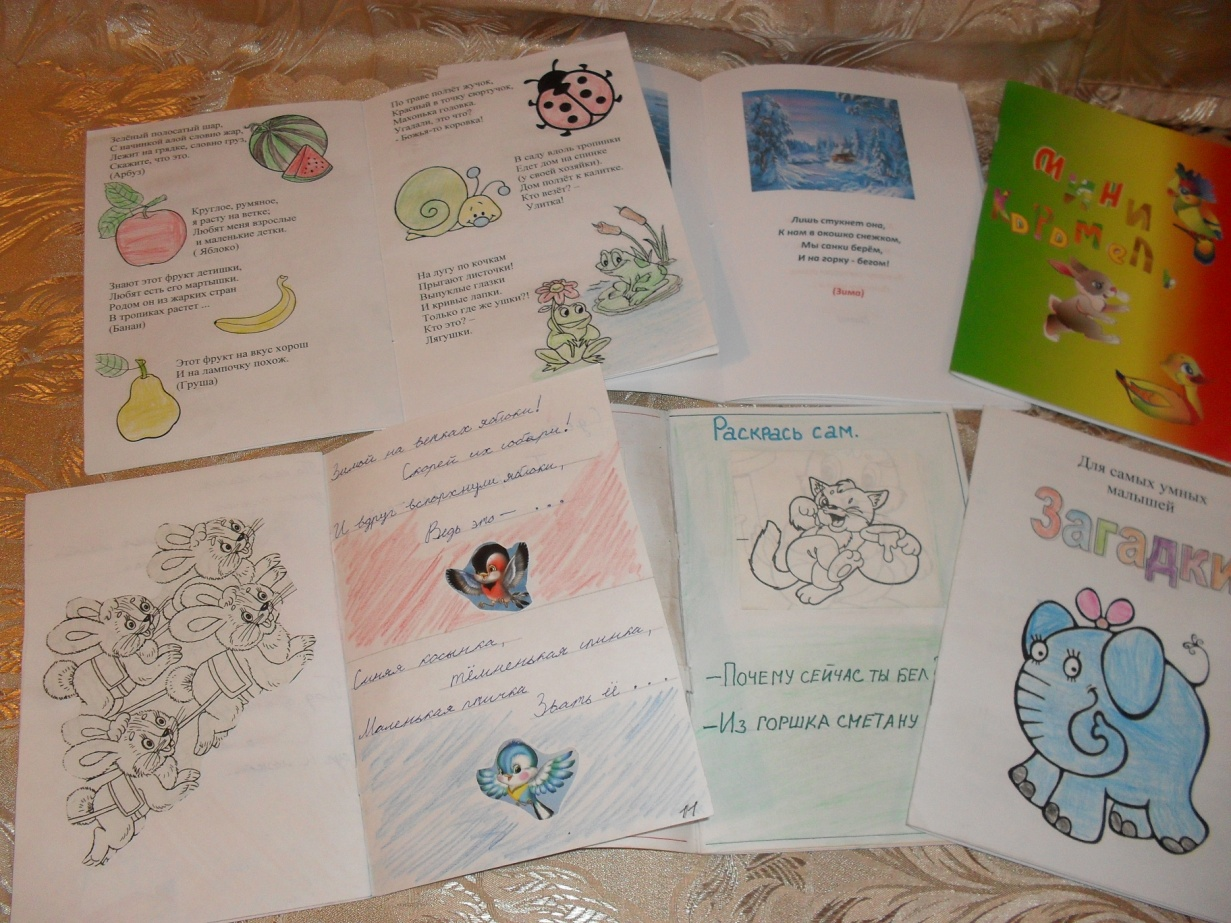 Зелёный полосатый шар,
С начинкой алой словно жар,
Лежит на грядке, словно груз,
Скажите, что это.
(Арбуз)
Круглое, румяное,
я расту на ветке;
Любят меня взрослые
и маленькие детки.
( Яблоко)
Знают этот фрукт детишки,
Любят есть его мартышки.
Родом он из жарких стран
В тропиках растет ...
(Банан)
Этот фрукт на вкус хорош
И на лампочку похож.
(Груша)
По траве ползёт жучок,
Красный в точку сюртучок,
Махонька головка.
Угадали, это что?
- Божья-то коровка!
В саду вдоль тропинки
Едет дом на спинке
(у своей хозяйки).
Дом ползёт к калитке.
Кто везёт? –
Улитка!
На лугу по кочкам
Прыгают листочки!
Выпуклые глазки
И кривые лапки.
Только где же ушки?!
Кто это? –
Лягушки.
Лишь стукнет она,
К нам в окошко снежком,
Мы санки берём,
И на горку - бегом!
(Зима)
Мини
Зимой на ветках яблоки!
Скорей их собери!
И вдруг вспорхнули яблоки,
Ведь это — ...
Синяя косынка,
тёмненькая спинка,
Маленькая птичка
Звать её ...
11
Раскрась сам.
-Почему сейчас ты бел?
-Из горшка сметану
Для самых умных
малышей
Загадки